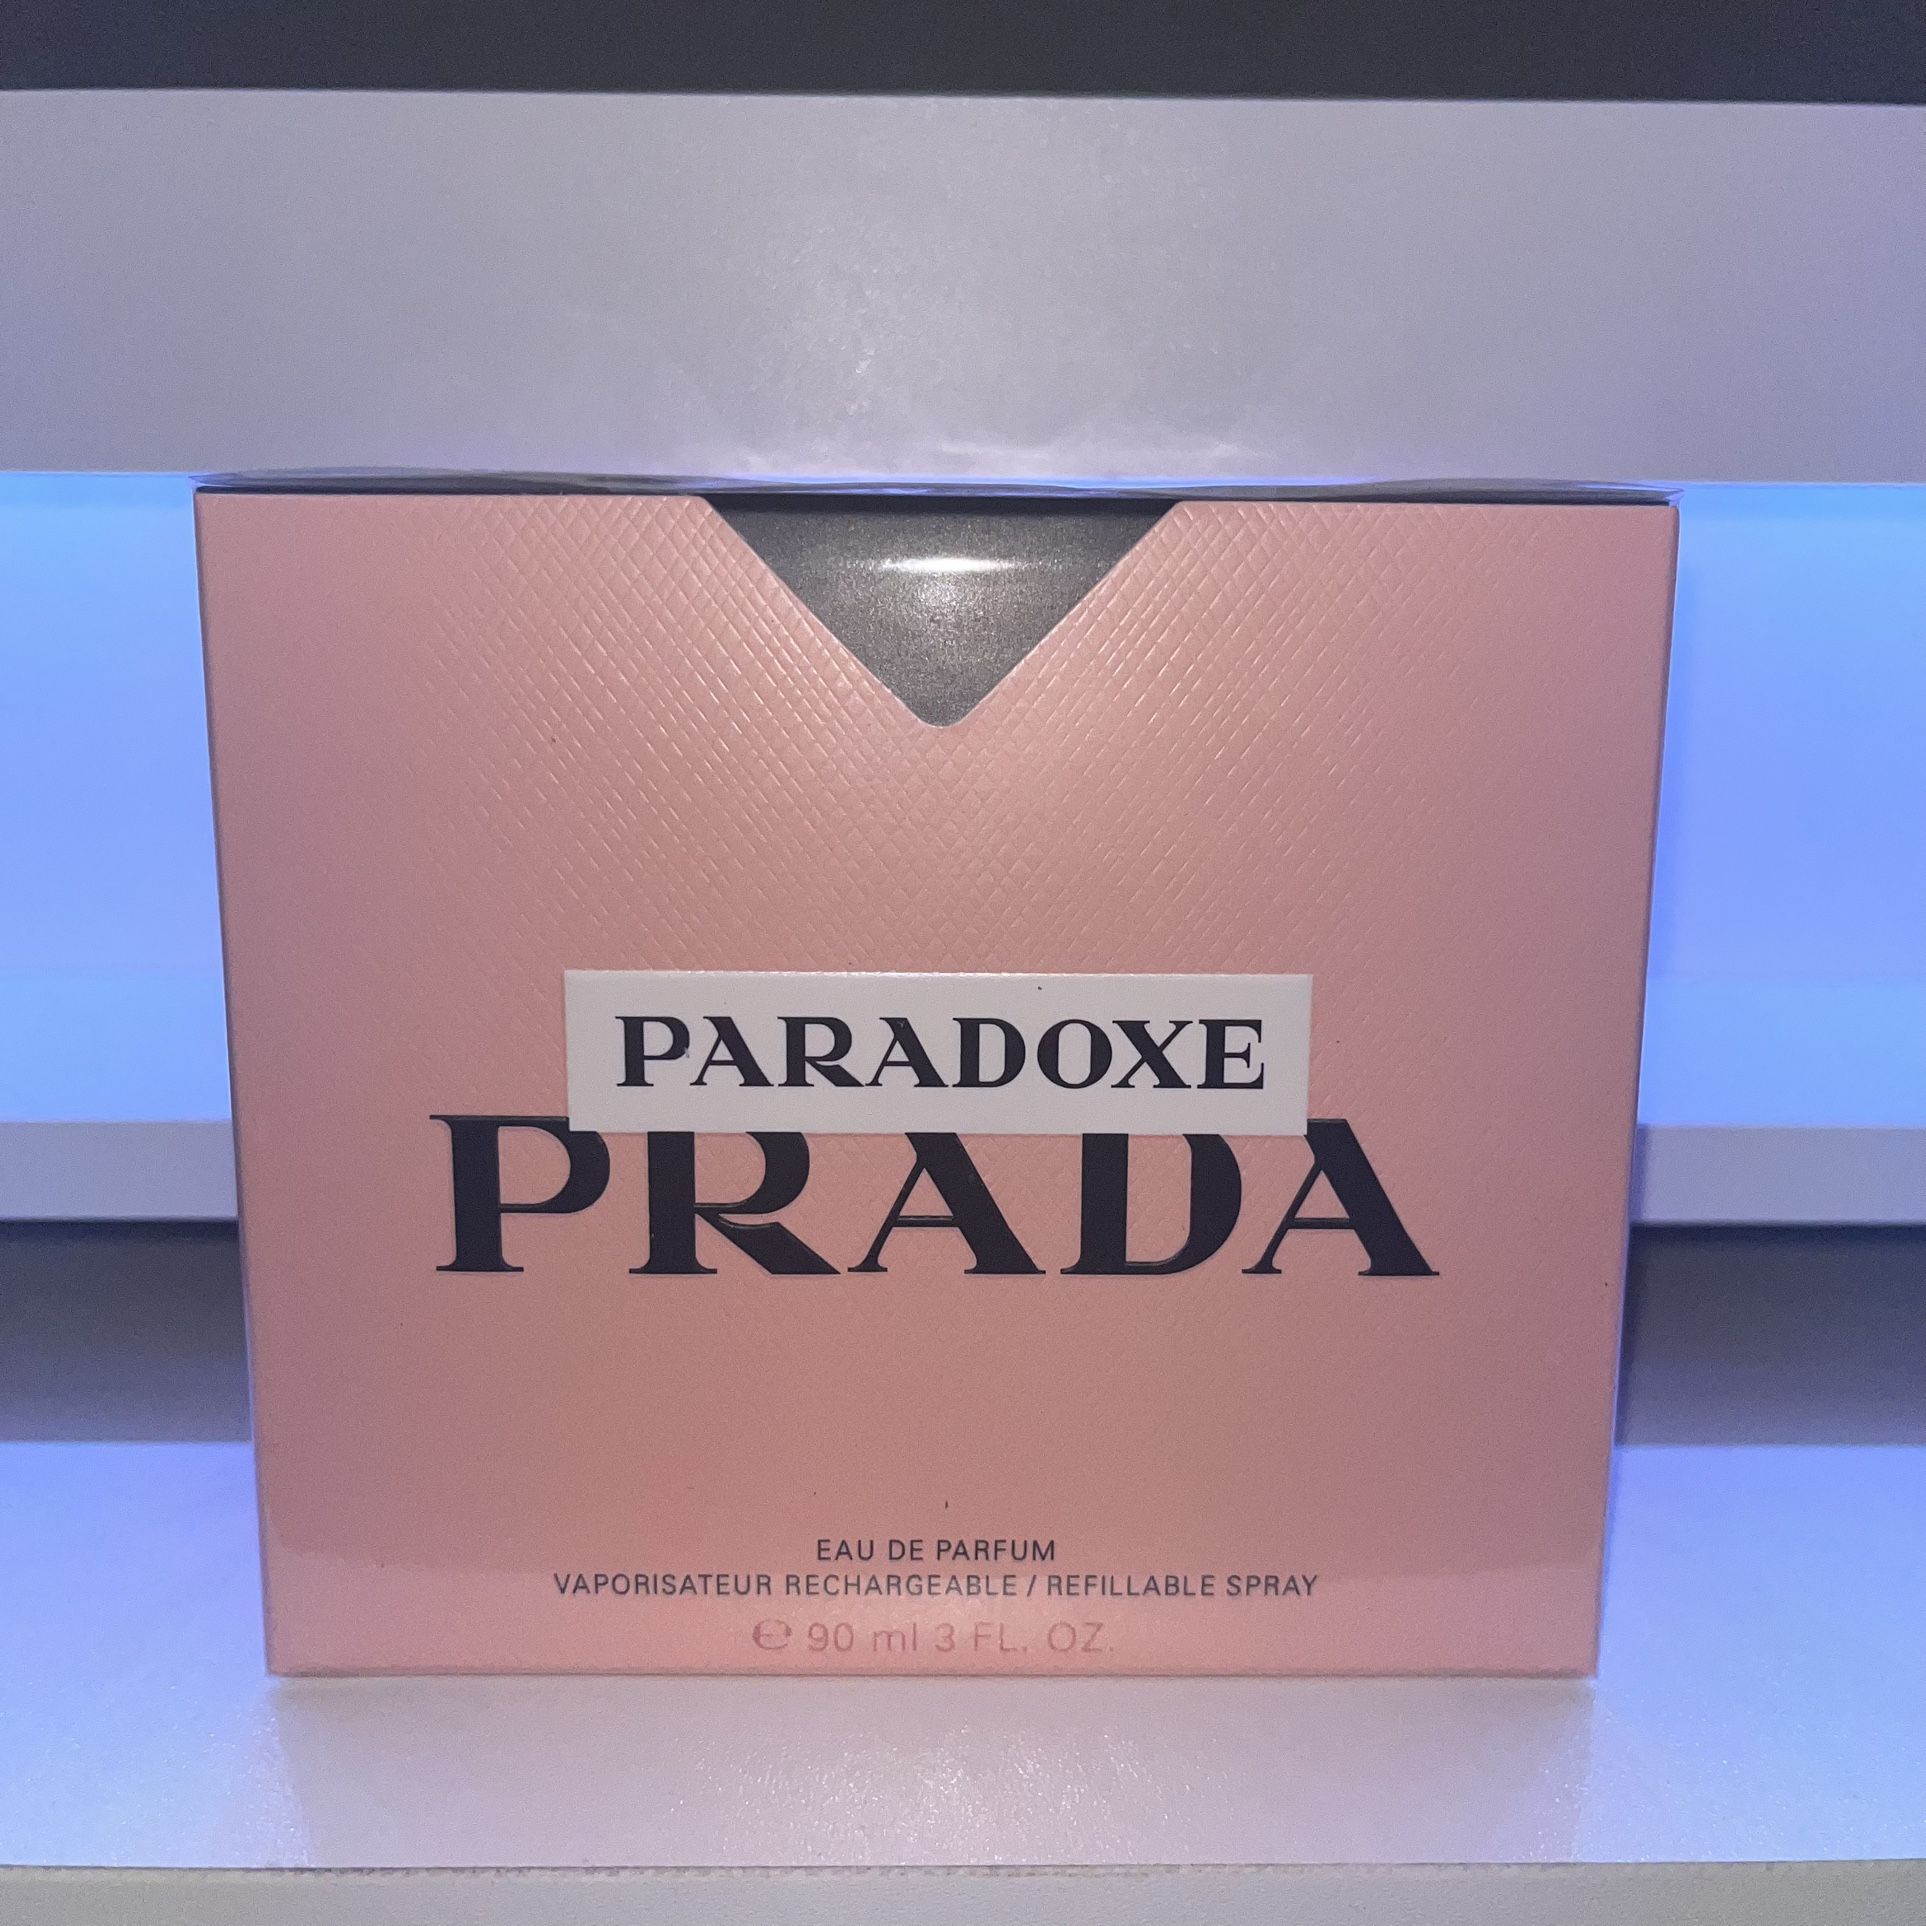 PARADOXE
PRADA
EAU DE PARFUM
VAPORISATEUR RECHARGEABLE / REFILLABLE SPRAY
℮ 90 ml 3 FL. OZ.